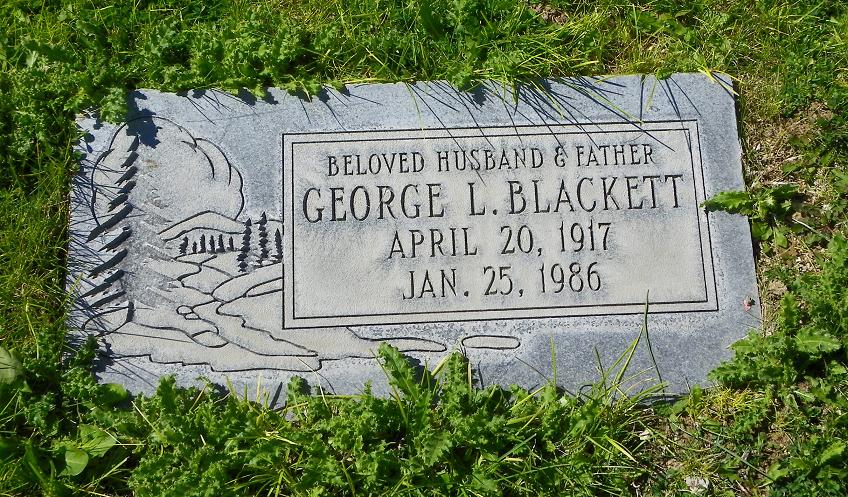 BELOVED HUSBAND & FATHER
GEORGE L. BLACKETT
APRIL 20, 1917
JAN. 25, 1986